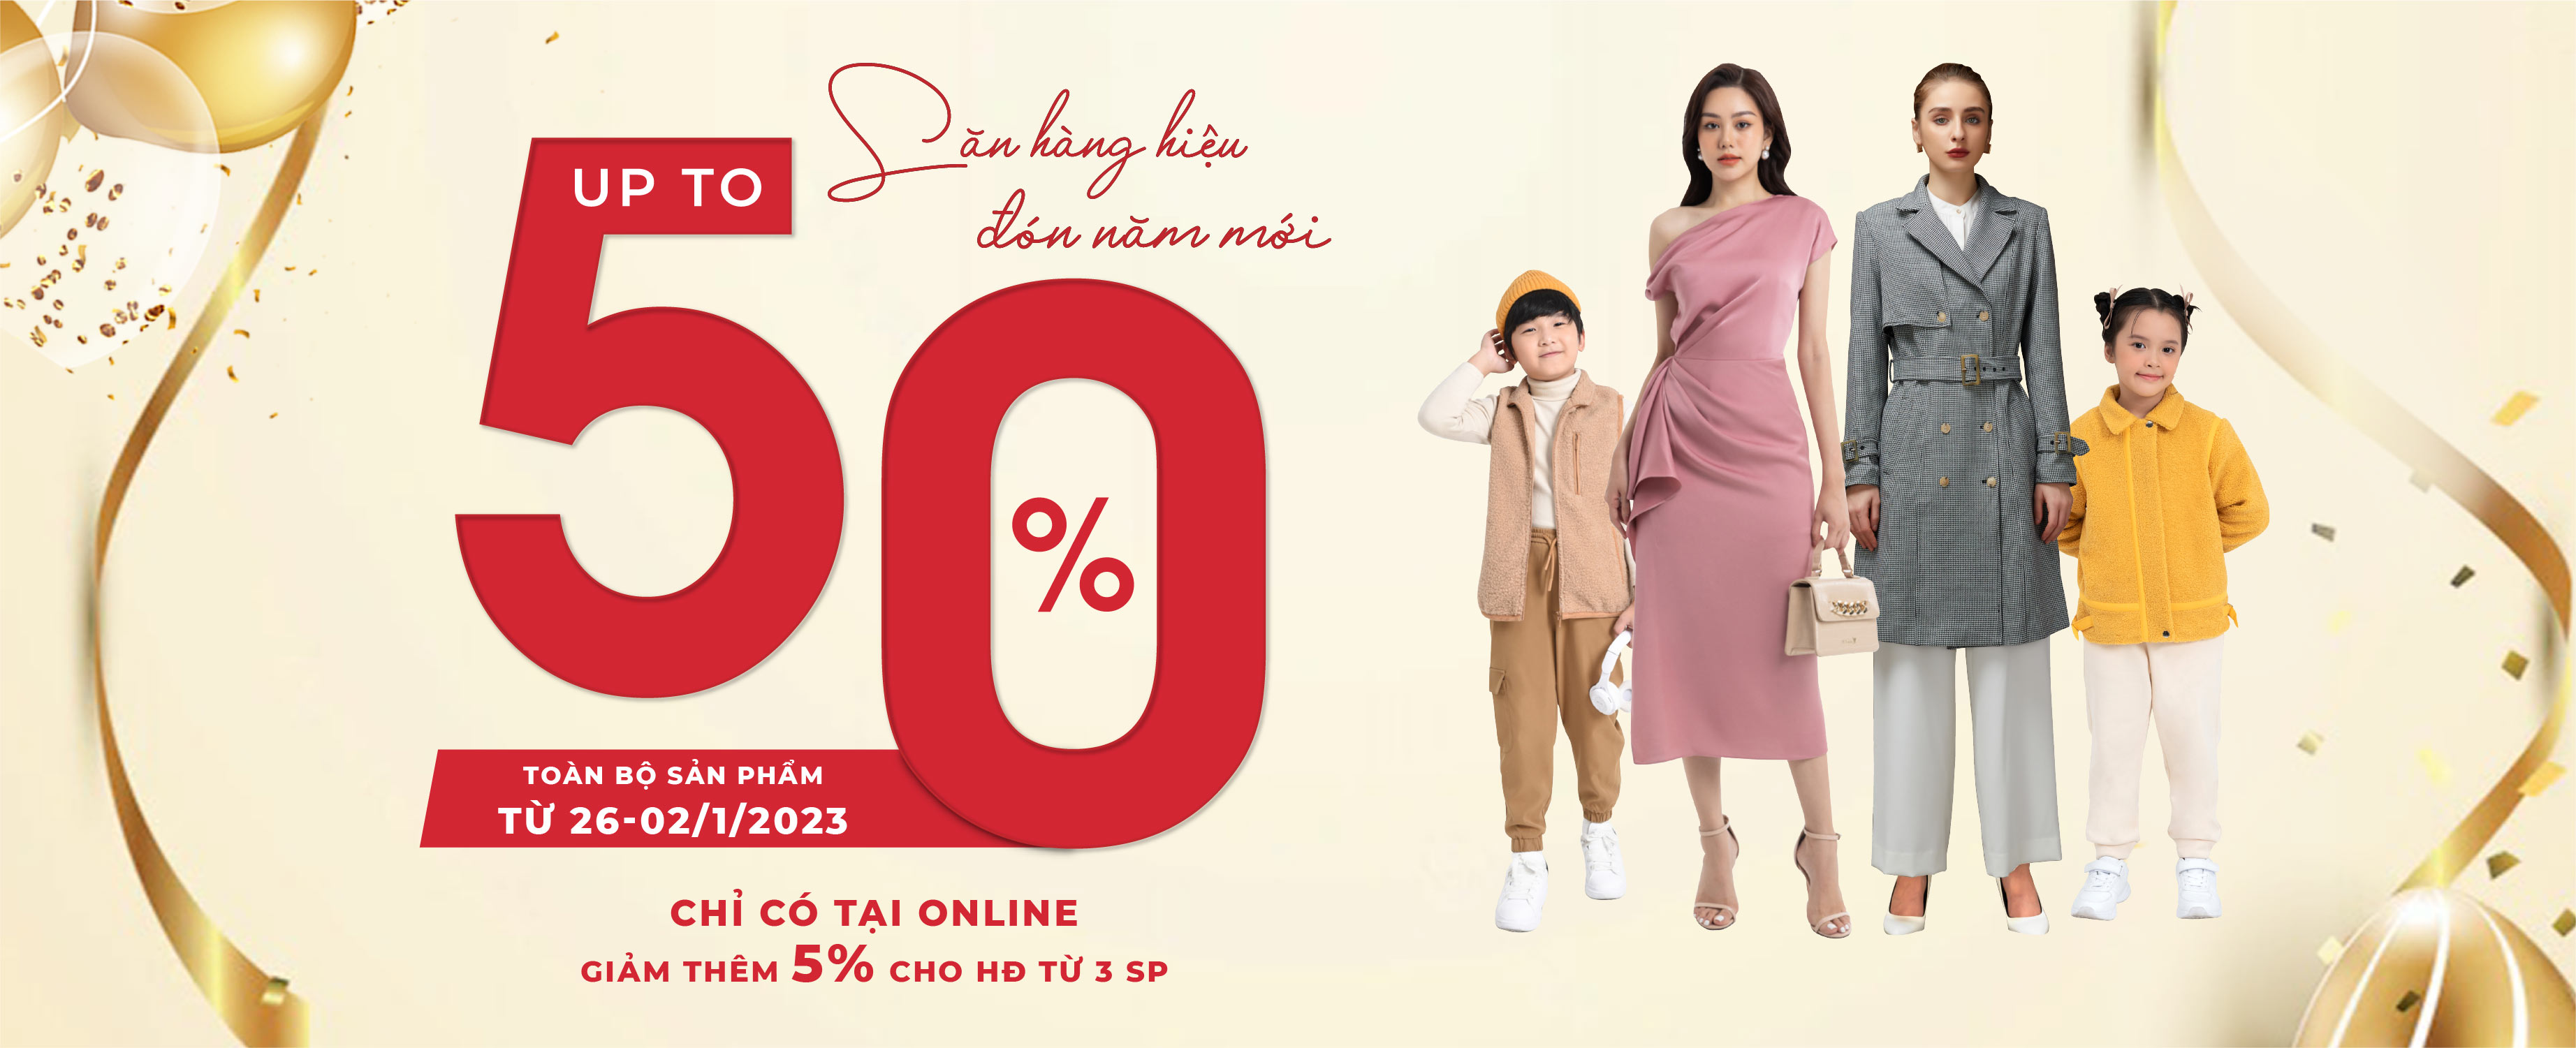 Săn hàng hiệu
đón năm mới
UP TO
50
%
TOÀN BỘ SẢN PHẨM
TỪ 26-02/1/2023
CHỈ CÓ TẠI ONLINE
GIẢM THÊM 5% CHO HĐ TỪ 3 SP